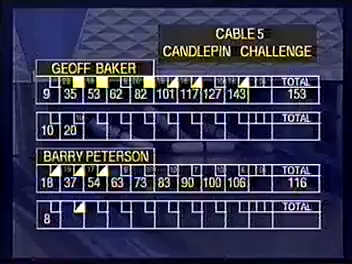 CABLE 5
CANDLEPIN CHALLENGE
GEOFF BAKER
TOTAL
9 35 53 62 82 101 117 127 143 153
TOTAL
10 20
BARRY PETERSON
TOTAL
18 37 54 63 73 83 90 100 106 116
TOTAL
8